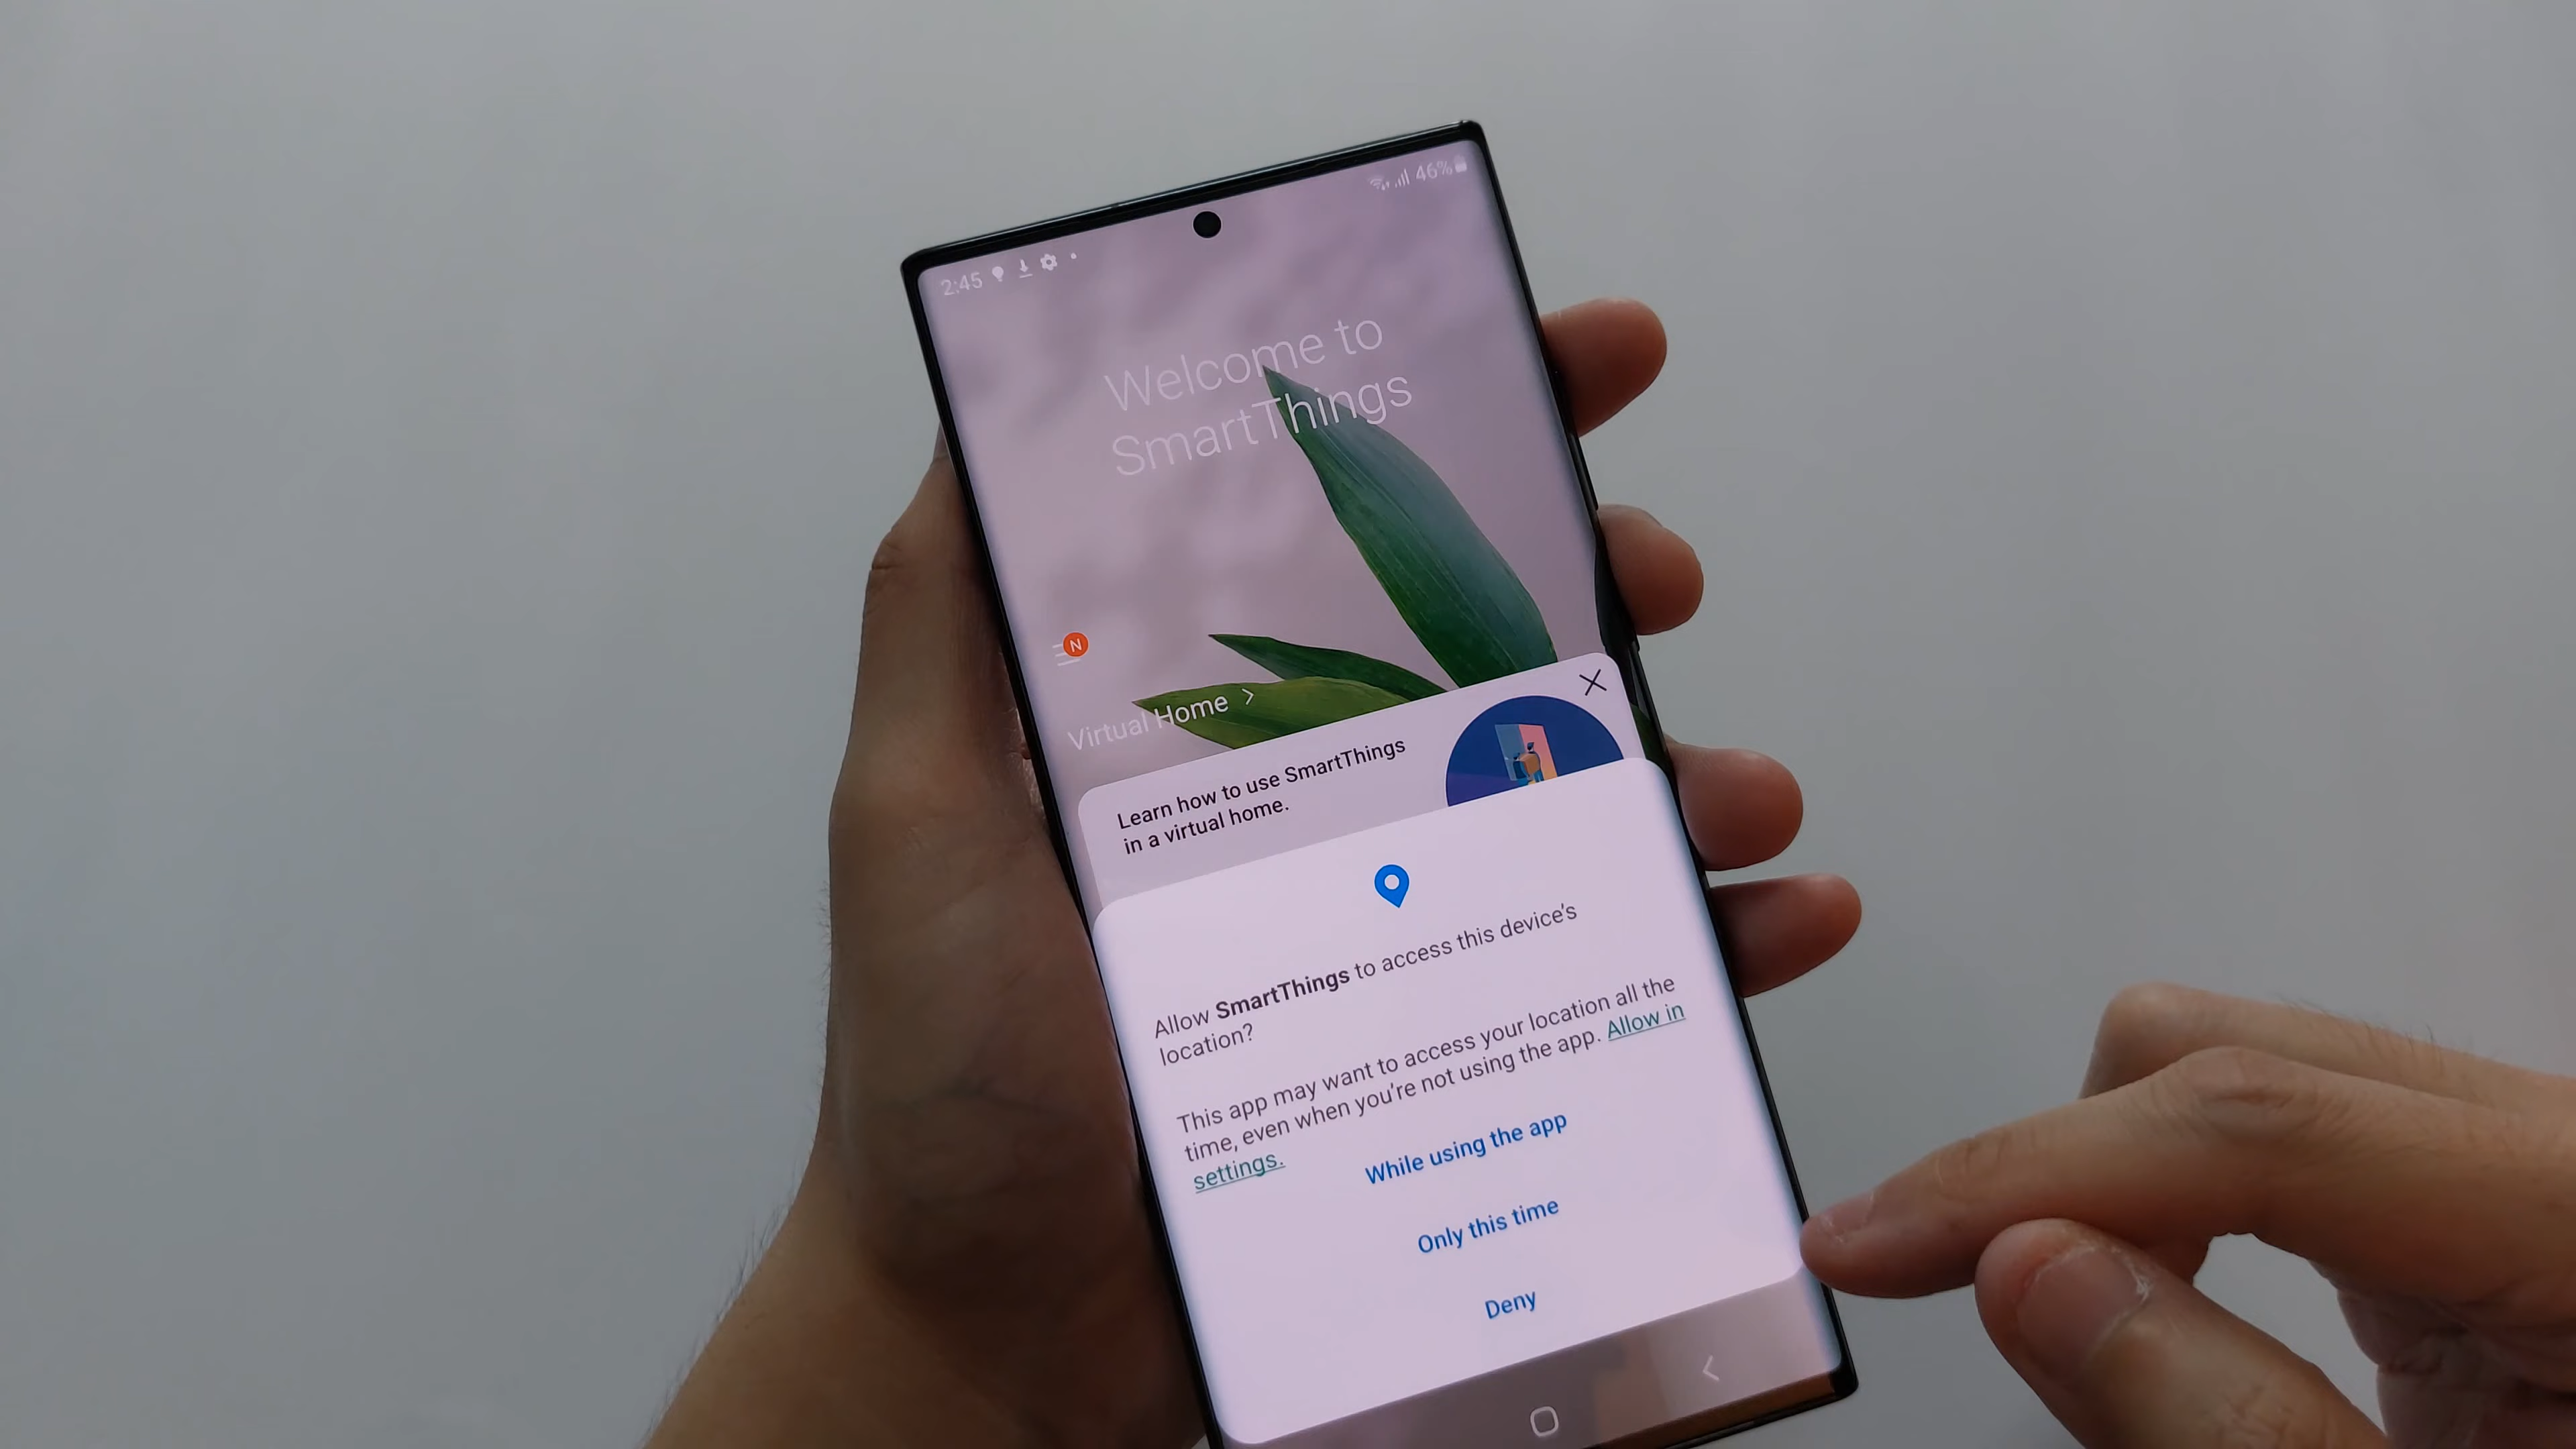 2:45
46%
Welcome to
SmartThings
N
Virtual Home >
Learn how to use SmartThings
in a virtual home.
Allow SmartThings to access this device's
location?
This app may want to access your location all the
time, even when you're not using the app. Allow in
settings.
While using the app
Only this time
Deny